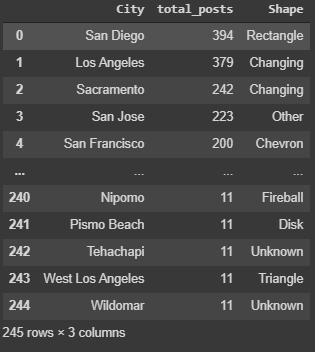 City total_posts Shape
0 San Diego 394 Rectangle
1 Los Angeles 379 Changing
2 Sacramento 242 Changing
3 San Jose 223 Other
4 San Francisco 200 Chevron
... ... ... ...
240 Nipomo 11 Fireball
241 Pismo Beach 11 Disk
242 Tehachapi 11 Unknown
243 West Los Angeles 11 Triangle
244 Wildomar 11 Unknown
245 rows × 3 columns